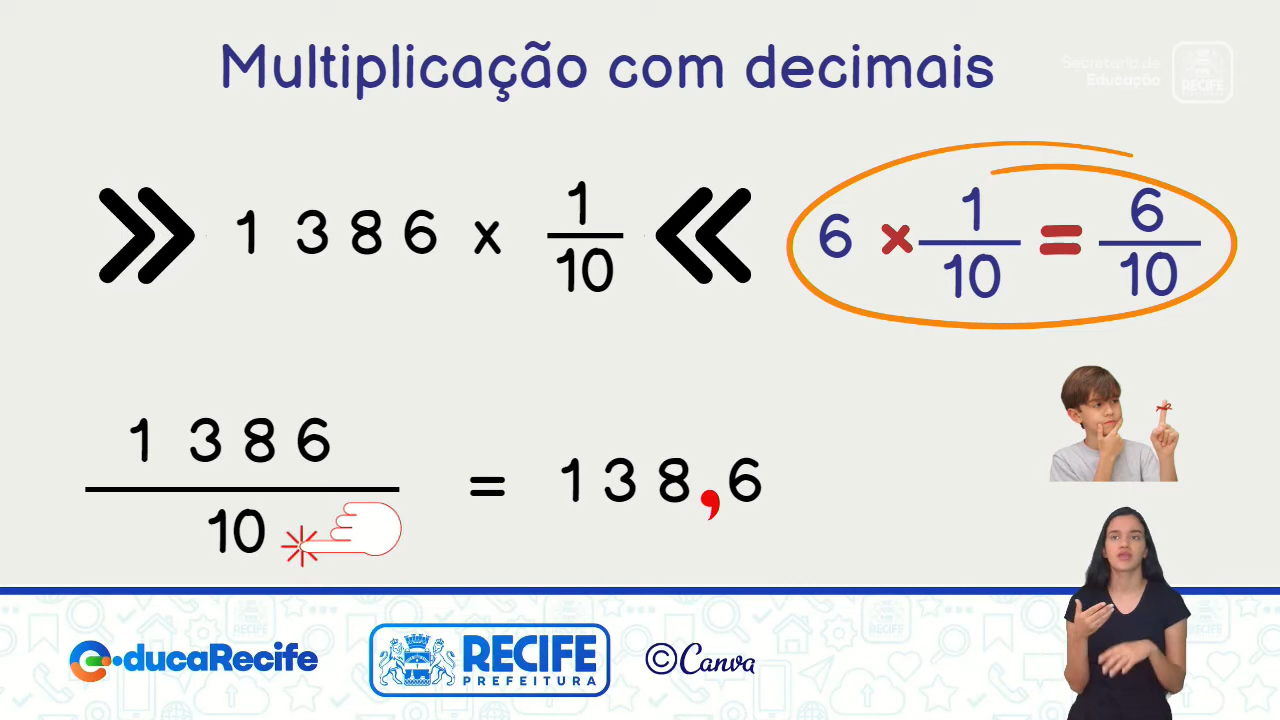 Multiplicação com decimais
Secretaria de
Educação
RECIFE
1 3 8 6 x 1/10
6 x 1/10 = 6/10
1 3 8 6 / 10 = 1 3 8 , 6
educaRecife
RECIFE
PREFEITURA
©Canva